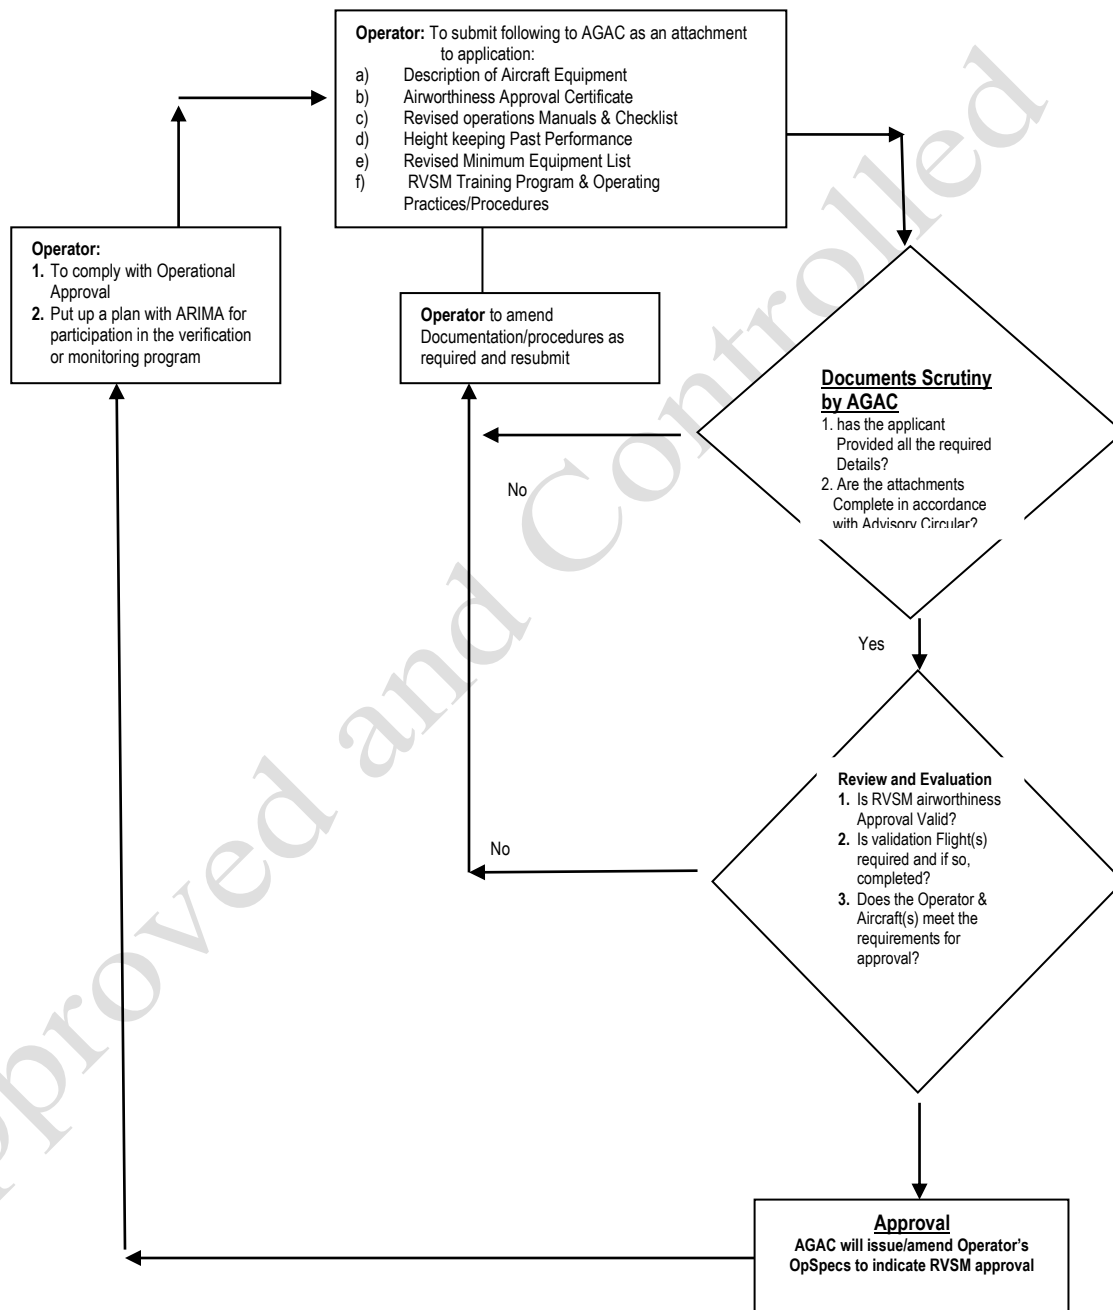 Operator: To submit following to AGAC as an attachment
to application:
a) Description of Aircraft Equipment
b) Airworthiness Approval Certificate
c) Revised operations Manuals & Checklist
d) Height keeping Past Performance
e) Revised Minimum Equipment List
f) RVSM Training Program & Operating
Practices/Procedures
Operator:
1. To comply with Operational
Approval
2. Put up a plan with ARIMA for
participation in the verification
or monitoring program
Operator to amend
Documentation/procedures as
required and resubmit
Documents Scrutiny
by AGAC
1. has the applicant
Provided all the required
Details?
2. Are the attachments
Complete in accordance
with Advisory Circular?
No
Yes
Review and Evaluation
1. Is RVSM airworthiness
Approval Valid?
2. Is validation Flight(s)
required and if so,
completed?
3. Does the Operator &
Aircraft(s) meet the
requirements for
approval?
No
Approval
AGAC will issue/amend Operator's
OpSpecs to indicate RVSM approval
pproved and Controlled